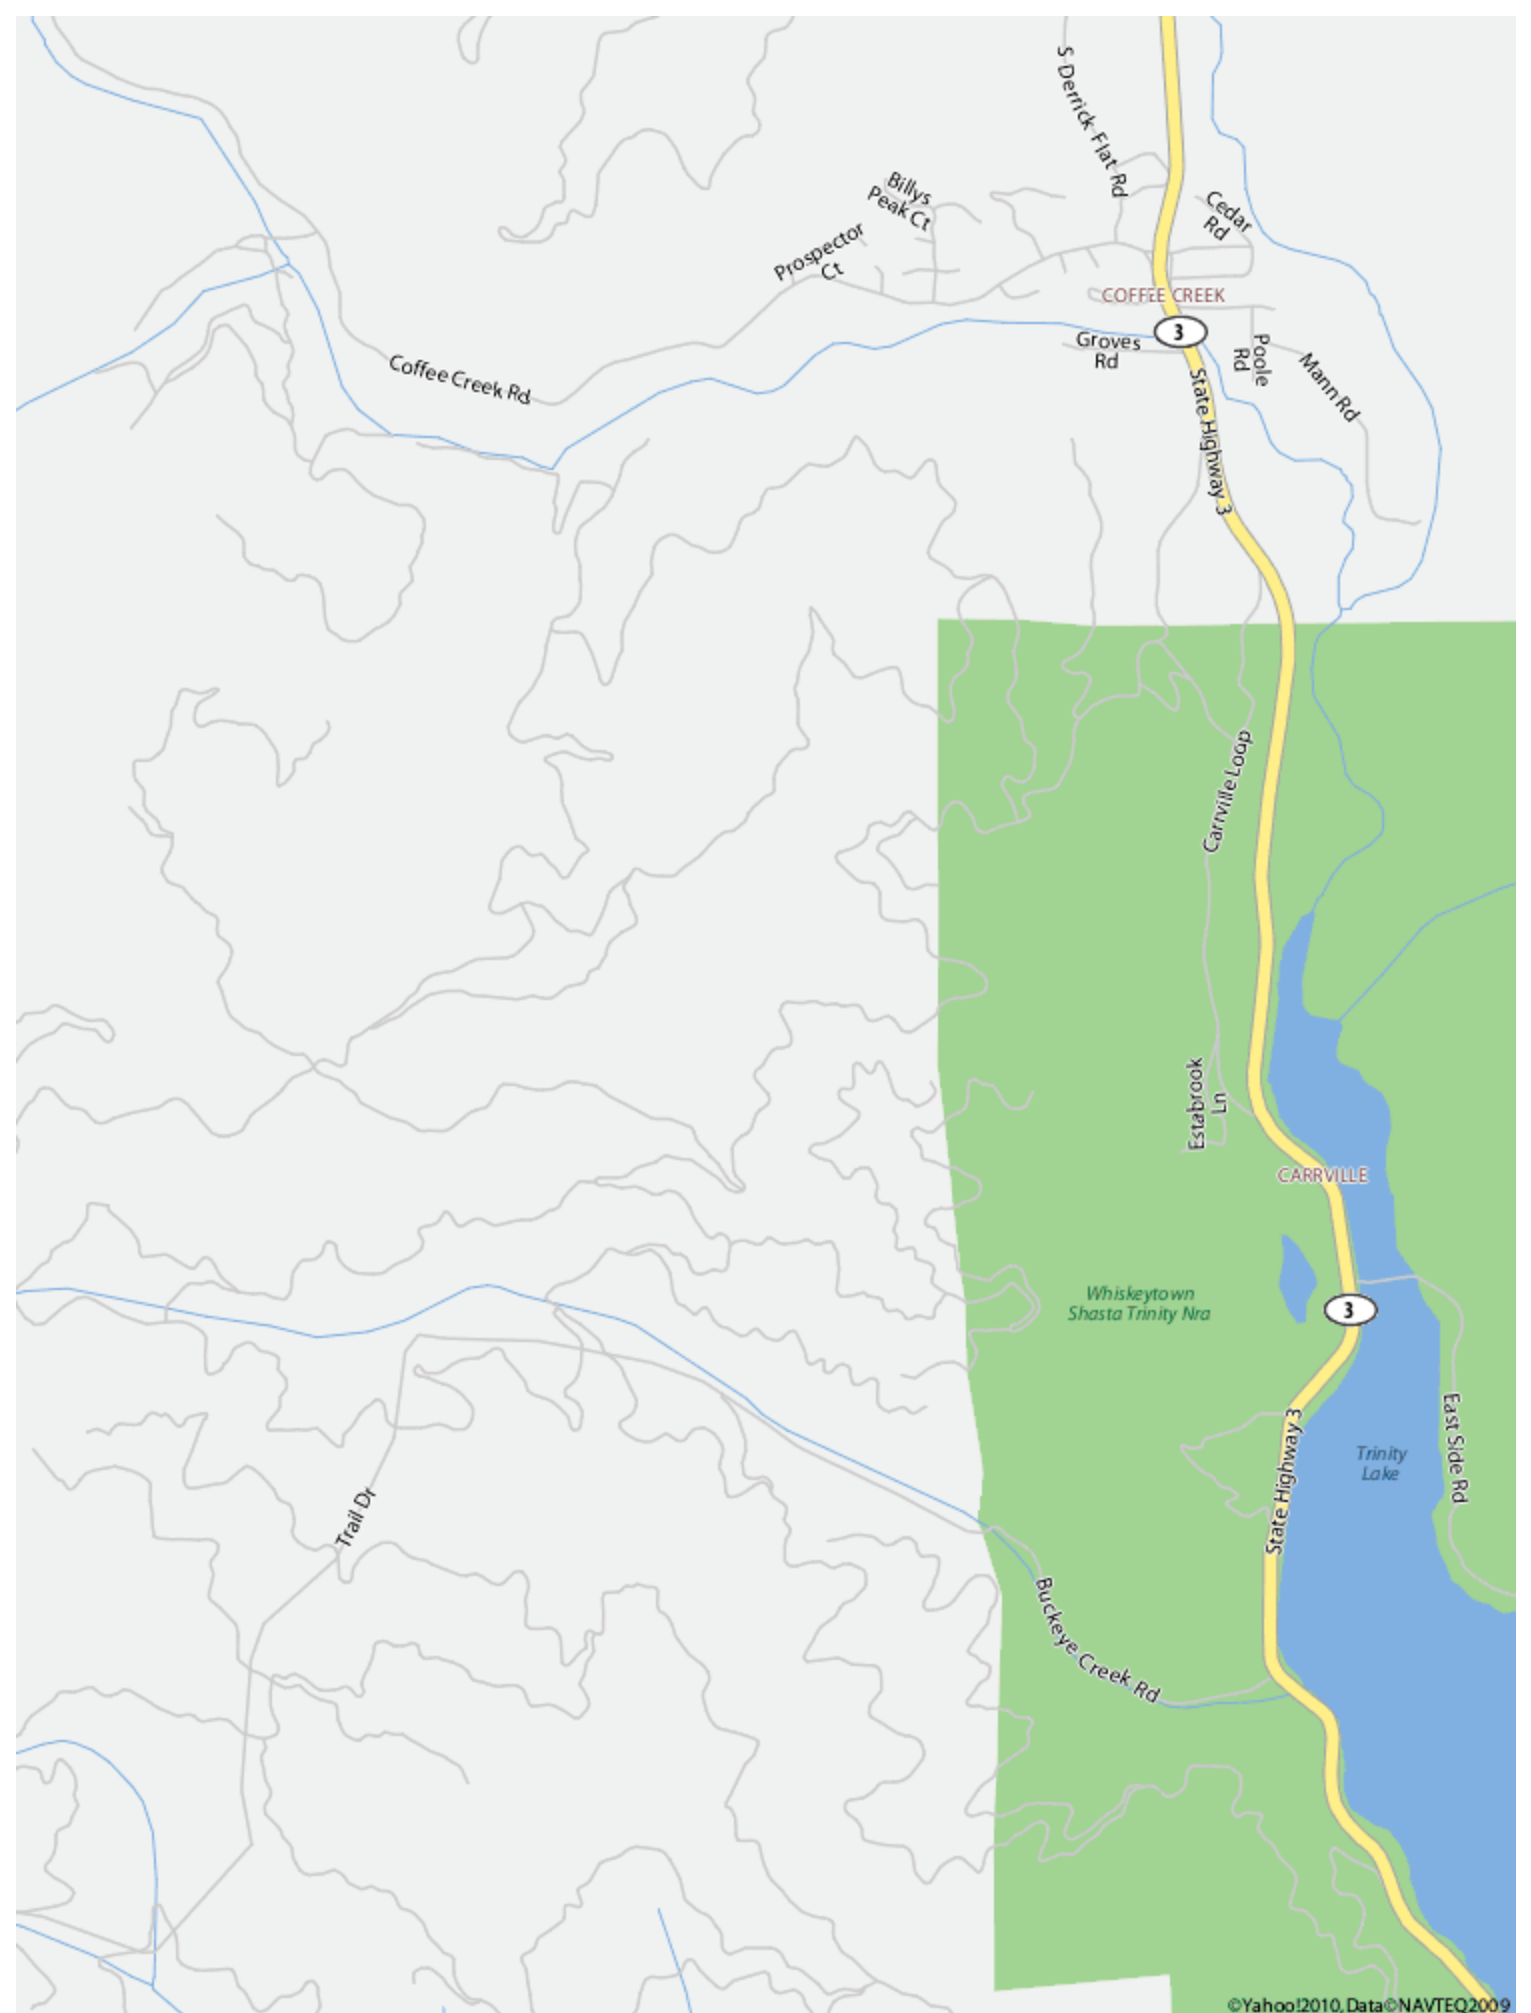 S Derrick Flat Rd
Billys
Peak Ct
Cedar
Rd
Prospector
Ct
COFFEE CREEK
3
Groves
Rd
Poole
Rd
Mann Rd
Coffee Creek Rd
State Highway 3
Carrville Loop
Estabrook
Ln
CARRVILLE
Whiskeytown
Shasta Trinity Nra
3
East Side Rd
Trinity
Lake
State Highway 3
Trail Dr
Buckeye Creek Rd
©Yahoo!2010, Data©NAVTEQ2009